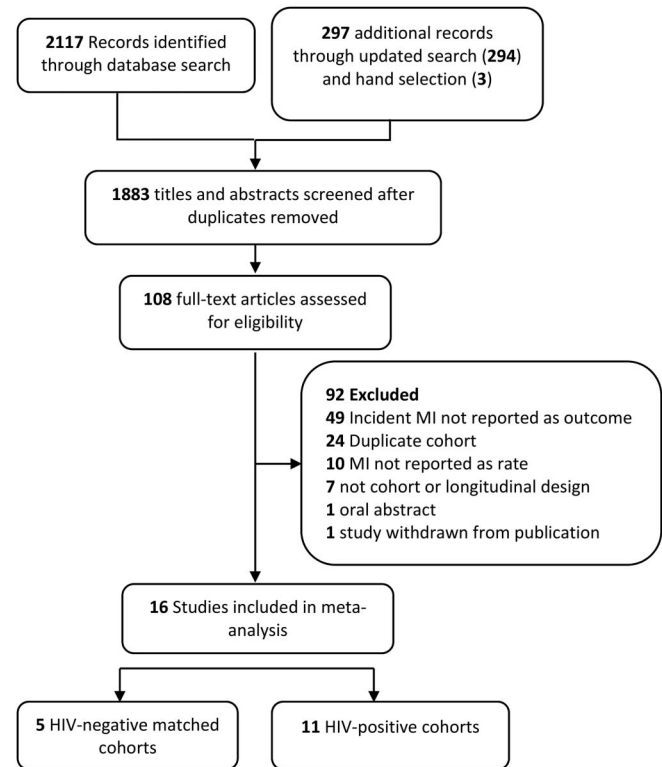 2117 Records identified
through database search
297 additional records
through updated search (294)
and hand selection (3)
1883 titles and abstracts screened after
duplicates removed
108 full-text articles assessed
for eligibility
92 Excluded
49 Incident MI not reported as outcome
24 Duplicate cohort
10 MI not reported as rate
7 not cohort or longitudinal design
1 oral abstract
1 study withdrawn from publication
16 Studies included in meta-
analysis
5 HIV-negative matched
cohorts
11 HIV-positive cohorts